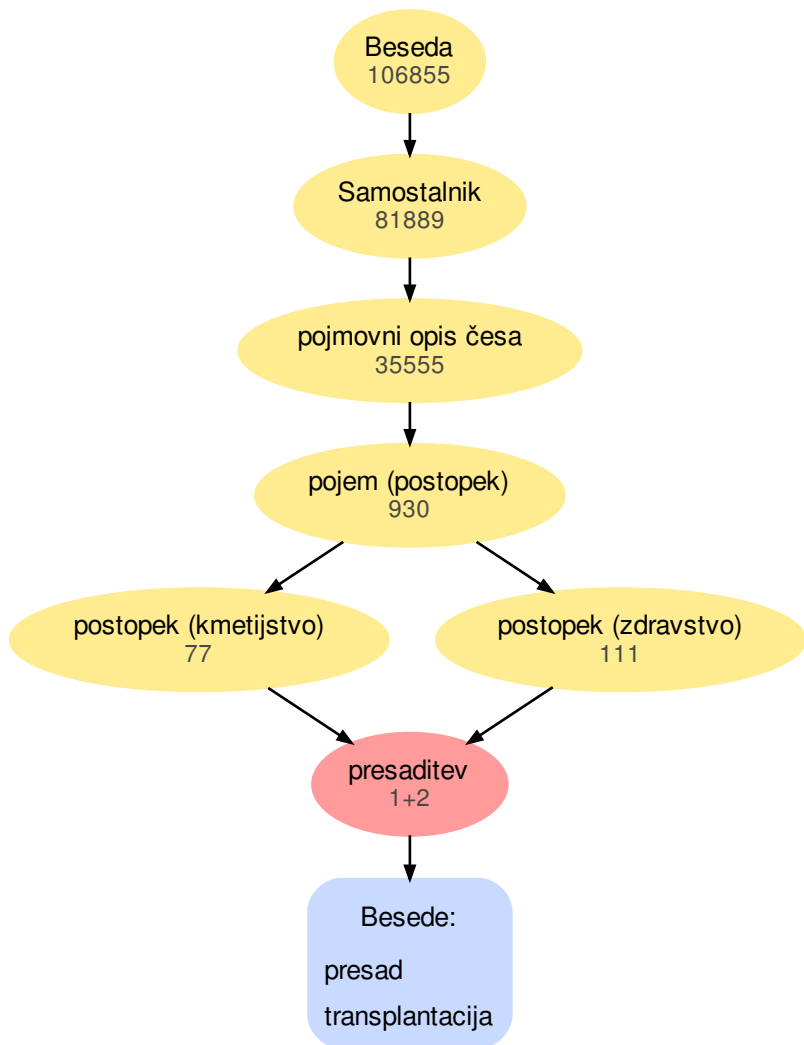 Beseda
106855
Samostalnik
81889
pojmovni opis česa
35555
pojem (postopek)
930
postopek (kmetijstvo)
77
postopek (zdravstvo)
111
presaditev
1+2
Besede:
presad
transplantacija